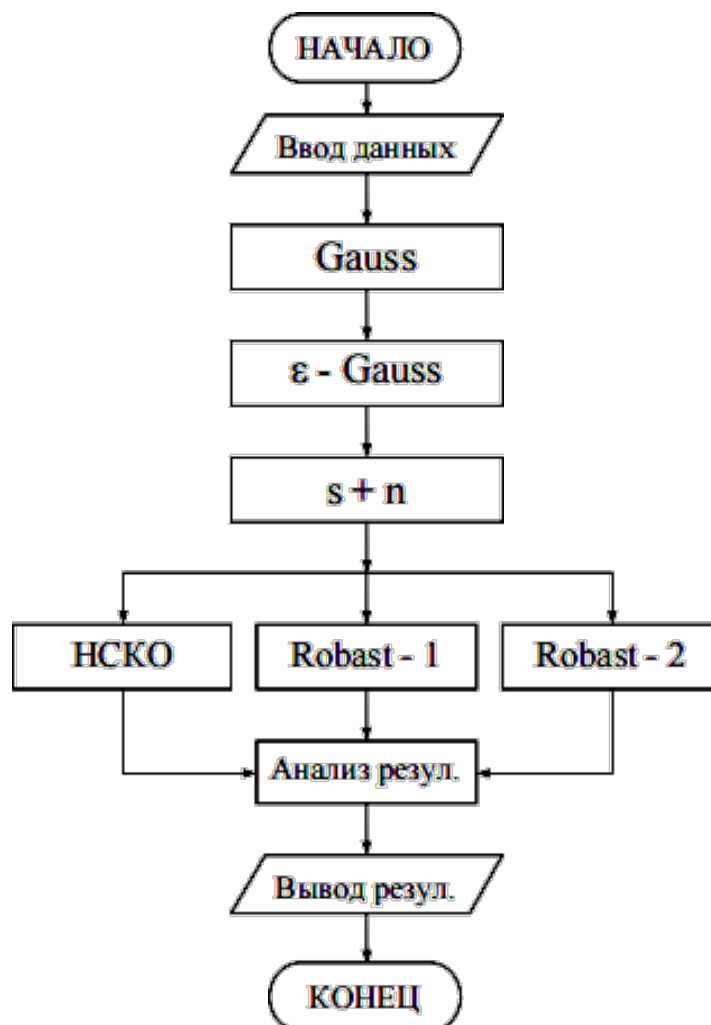 НАЧАЛО
Ввод данных
Gauss
ε - Gauss
s + n
НСКО
Robast - 1
Robast - 2
Анализ резул.
Вывод резул.
КОНЕЦ